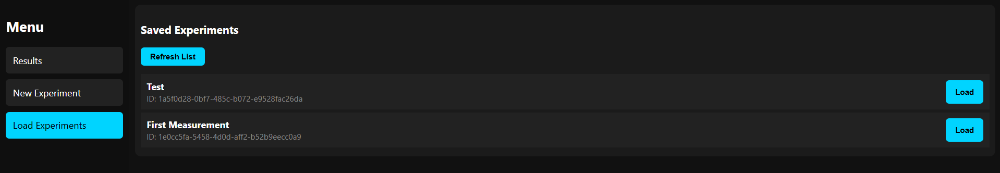 Menu
Results
New Experiment
Load Experiments
Saved Experiments
Refresh List
Test
ID: 1a5f0d28-0bf7-485c-b072-e9528fac26da
Load
First Measurement
ID: 1e0cc5fa-5458-4d0d-aff2-b52b9eecc0a9
Load